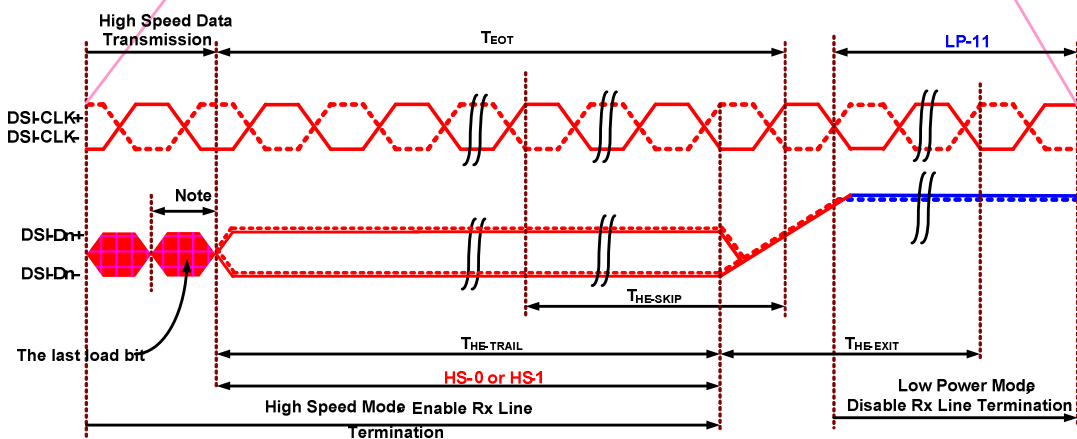 High Speed Data
Transmission
TEOT
LP-11
DSI-CLK+
DSI-CLK-
Note
DSI-Dn+
DSI-Dn-
THE-SKIP
The last load bit
THE-TRAIL
THE-EXIT
HS-0 or HS-1
High Speed Mode, Enable Rx Line
Termination
Low Power Mode,
Disable Rx Line Termination